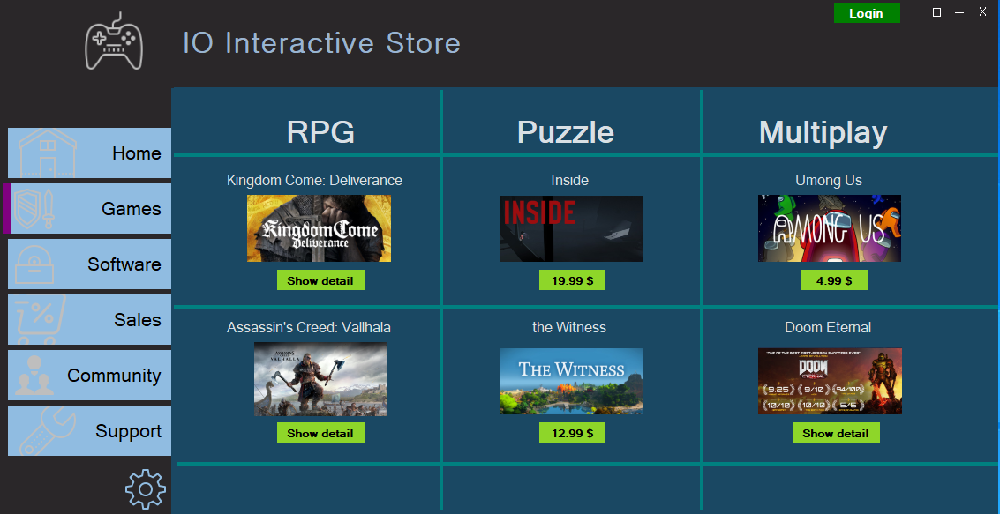 Login
IO Interactive Store
Home
Games
Software
Sales
Community
Support
RPG
Puzzle
Multiplay
Kingdom Come: Deliverance
Inside
Umong Us
KINGDOM COME
DELIVERANCE
INSIDE
AMONG US
Show detail
19.99 $
4.99 $
Assassin's Creed: Vallhala
the Witness
Doom Eternal
ASSASSIN'S CREED
VALHALLA
THE WITNESS
"ONE OF THE BEST FIRST-PERSON SHOOTERS EVER"
DOOM
ETERNAL
9.25
9/10
94/100
10/10
10/10
5/5
Show detail
12.99 $
Show detail